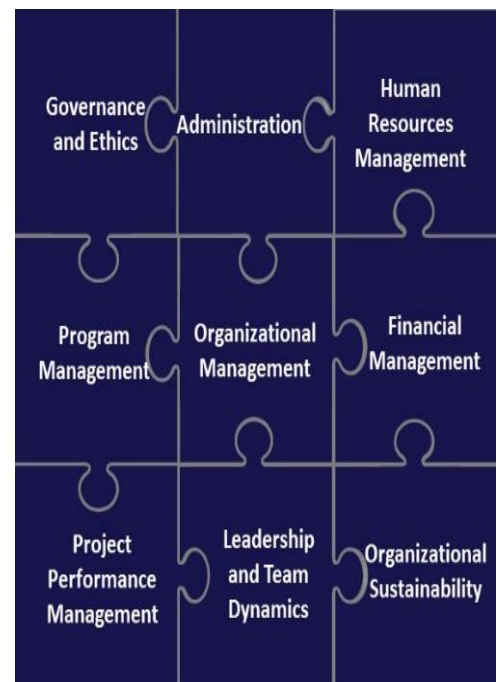 Governance
and Ethics
Administration
Human
Resources
Management
Program
Management
Organizational
Management
Financial
Management
Project
Performance
Management
Leadership
and Team
Dynamics
Organizational
Sustainability